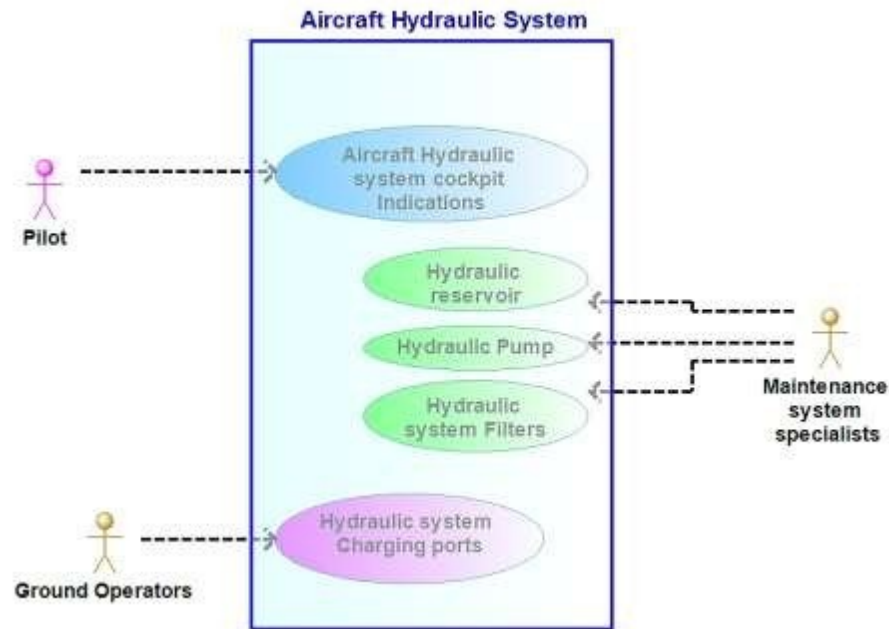 Aircraft Hydraulic System
Aircraft Hydraulic
system cockpit
Indications
Pilot
Hydraulic
reservoir
Hydraulic Pump
Hydraulic
system Filters
Maintenance
system
specialists
Hydraulic system
Charging ports
Ground Operators